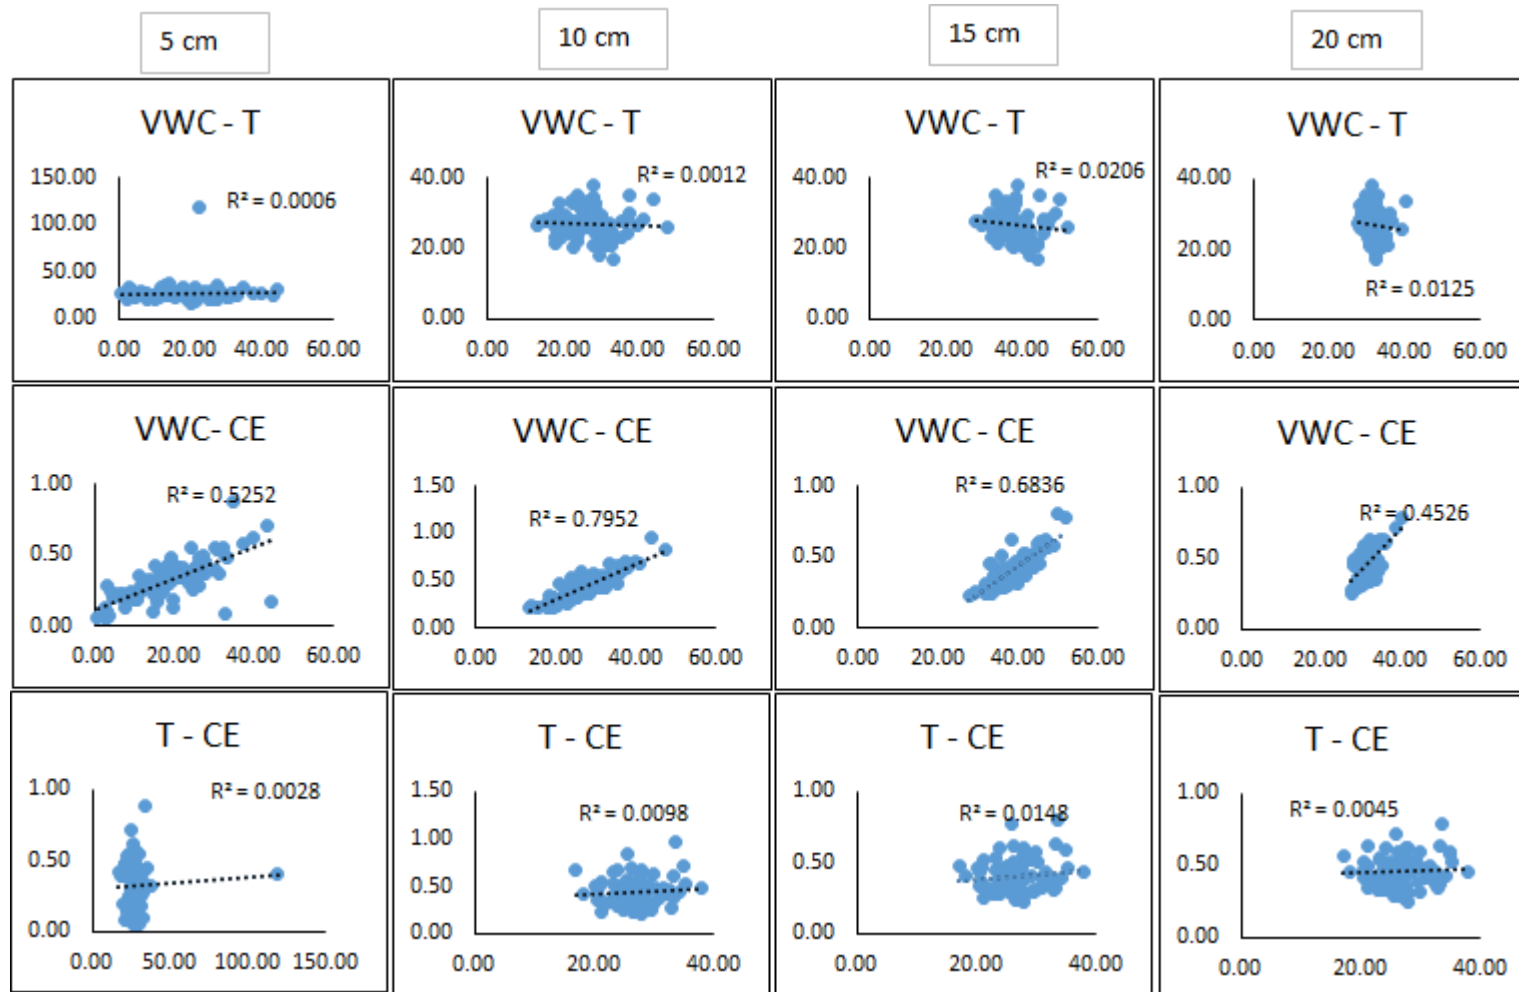 5 cm
10 cm
15 cm
20 cm
VWC - T
150.00
100.00
50.00
0.00
R² = 0.0006
0.00 20.00 40.00 60.00
VWC - T
40.00
20.00
0.00
R² = 0.0012
0.00 20.00 40.00 60.00
VWC - T
40.00
20.00
0.00
R² = 0.0206
0.00 20.00 40.00 60.00
VWC - T
40.00
20.00
0.00
R² = 0.0125
0.00 20.00 40.00 60.00
VWC- CE
1.00
0.50
0.00
R² = 0.5252
0.00 20.00 40.00 60.00
VWC - CE
1.50
1.00
0.50
0.00
R² = 0.7952
0.00 20.00 40.00 60.00
VWC - CE
1.00
0.50
0.00
R² = 0.6836
0.00 20.00 40.00 60.00
VWC - CE
1.00
0.50
0.00
R² = 0.4526
0.00 20.00 40.00 60.00
T - CE
1.00
0.50
0.00
R² = 0.0028
0.00 50.00 100.00 150.00
T - CE
1.50
1.00
0.50
0.00
R² = 0.0098
0.00 20.00 40.00
T - CE
1.00
0.50
0.00
R² = 0.0148
0.00 20.00 40.00
T - CE
1.00
0.50
0.00
R² = 0.0045
0.00 20.00 40.00